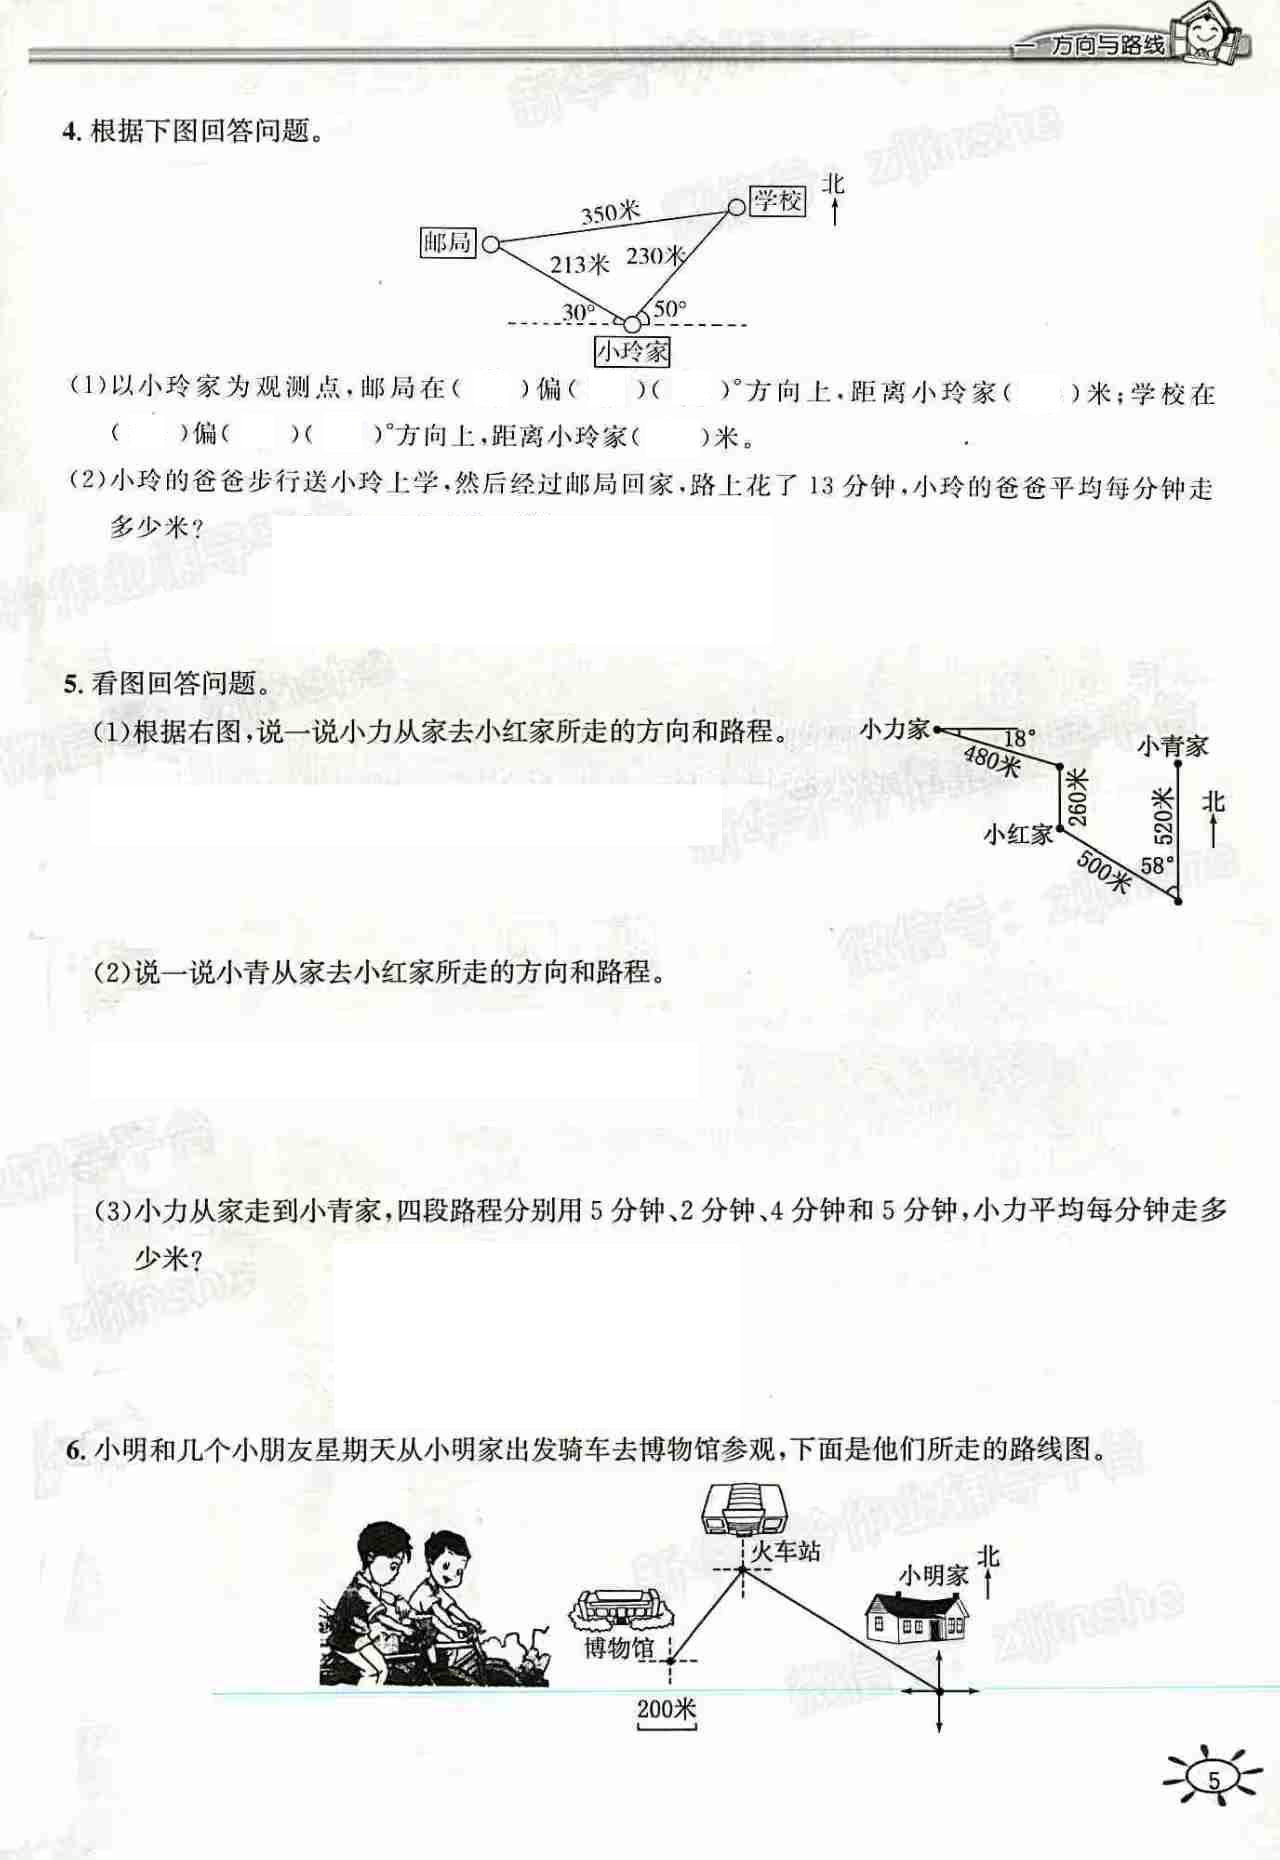 一 方向与路线
4. 根据下图回答问题。
北
学校
350米
邮局
213米 230米
30° 50°
小玲家
(1)以小玲家为观测点,邮局在( )偏( )( )°方向上,距离小玲家( )米;学校在
( )偏( )( )°方向上,距离小玲家( )米。
(2)小玲的爸爸步行送小玲上学,然后经过邮局回家,路上花了13分钟,小玲的爸爸平均每分钟走
多少米?
5. 看图回答问题。
(1)根据右图,说一说小力从家去小红家所走的方向和路程。
小力家
18°
480米
小青家
260米
520米
北
小红家
500米
58°
(2)说一说小青从家去小红家所走的方向和路程。
(3)小力从家走到小青家,四段路程分别用5分钟、2分钟、4分钟和5分钟,小力平均每分钟走多
少米?
6. 小明和几个小朋友星期天从小明家出发骑车去博物馆参观,下面是他们所走的路线图。
火车站
北
小明家
博物馆
200米
5
微信号: zijinshe
zijinshe